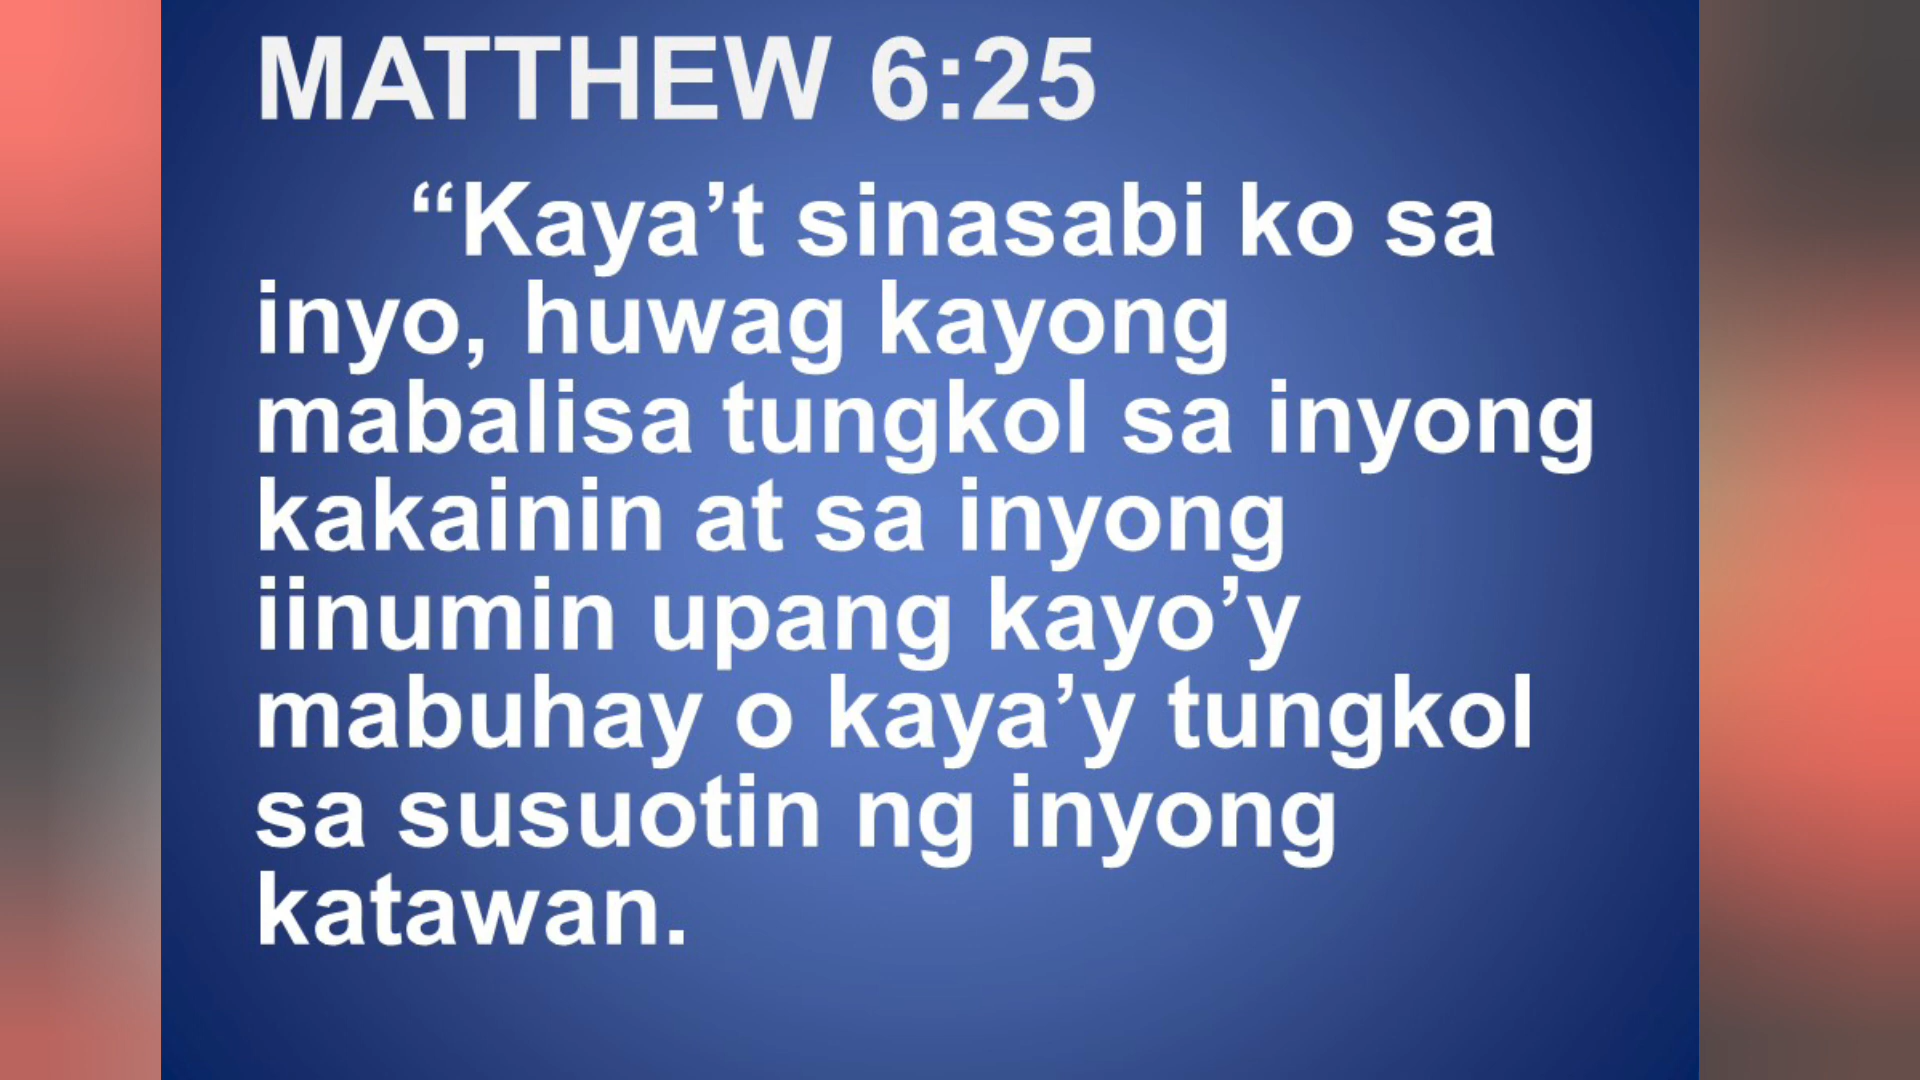 MATTHEW 6:25
“Kaya’t sinasabi ko sa
inyo, huwag kayong
mabalisa tungkol sa inyong
kakainin at sa inyong
iinumin upang kayo’y
mabuhay o kaya’y tungkol
sa susuotin ng inyong
katawan.